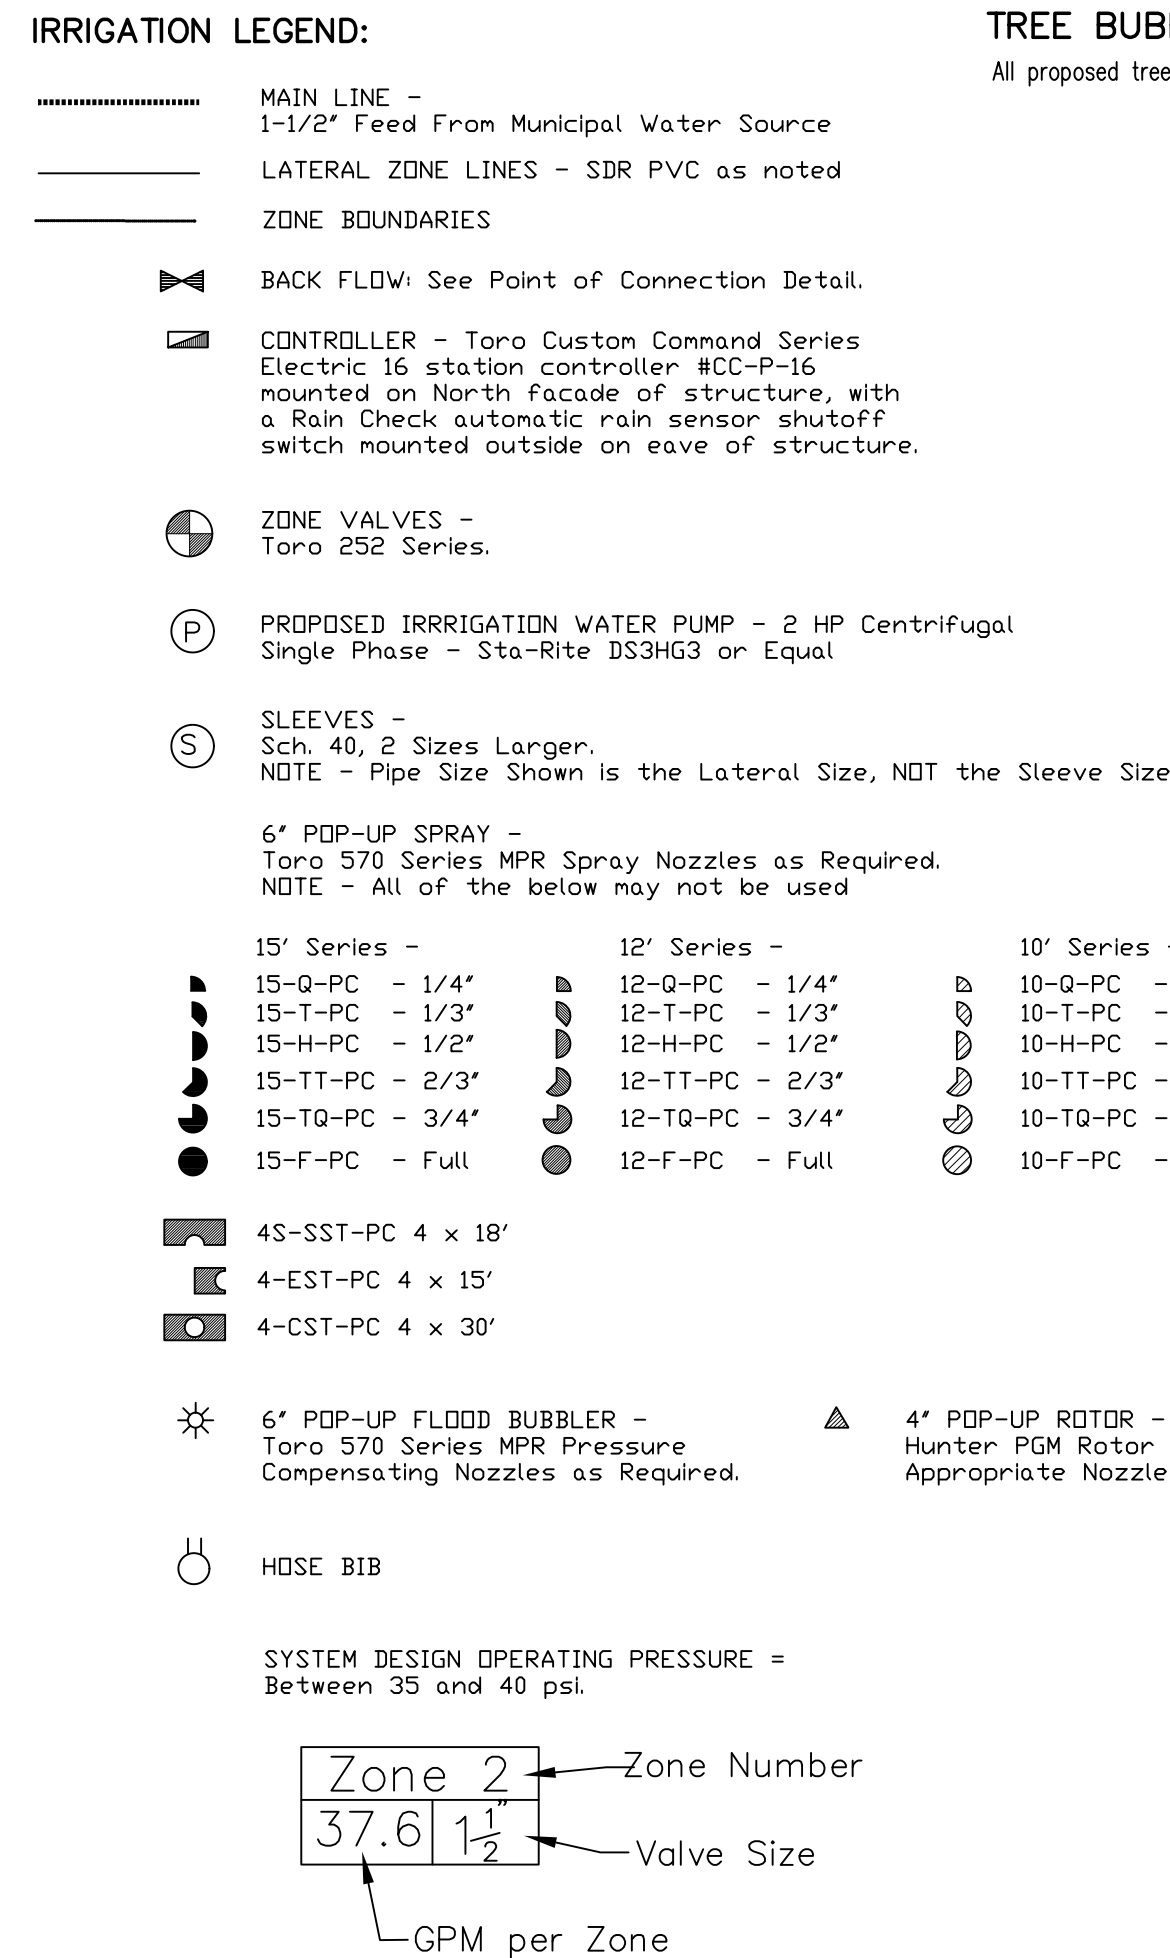 IRRIGATION LEGEND:
MAIN LINE -
1-1/2" Feed From Municipal Water Source
LATERAL ZONE LINES - SDR PVC as noted
ZONE BOUNDARIES
BACK FLOW: See Point of Connection Detail.
CONTROLLER - Toro Custom Command Series
Electric 16 station controller #CC-P-16
mounted on North facade of structure, with
a Rain Check automatic rain sensor shutoff
switch mounted outside on eave of structure.
ZONE VALVES -
Toro 252 Series.
P
PROPOSED IRRRIGATION WATER PUMP - 2 HP Centrifugal
Single Phase - Sta-Rite DS3HG3 or Equal
S
SLEEVES -
Sch. 40, 2 Sizes Larger.
NOTE - Pipe Size Shown is the Lateral Size, NOT the Sleeve Size
6" POP-UP SPRAY -
Toro 570 Series MPR Spray Nozzles as Required.
NOTE - All of the below may not be used
15' Series -
15-Q-PC - 1/4"
15-T-PC - 1/3"
15-H-PC - 1/2"
15-TT-PC - 2/3"
15-TQ-PC - 3/4"
15-F-PC - Full
12' Series -
12-Q-PC - 1/4"
12-T-PC - 1/3"
12-H-PC - 1/2"
12-TT-PC - 2/3"
12-TQ-PC - 3/4"
12-F-PC - Full
10' Series -
10-Q-PC -
10-T-PC -
10-H-PC -
10-TT-PC -
10-TQ-PC -
10-F-PC -
4S-SST-PC 4 x 18'
4-EST-PC 4 x 15'
4-CST-PC 4 x 30'
6" POP-UP FLOOD BUBBLER -
Toro 570 Series MPR Pressure
Compensating Nozzles as Required.
4" POP-UP ROTOR -
Hunter PGM Rotor
Appropriate Nozzle
HOSE BIB
SYSTEM DESIGN OPERATING PRESSURE =
Between 35 and 40 psi.
Zone 2
37.6
1 1/2"
Zone Number
Valve Size
GPM per Zone
TREE
All proposed tree